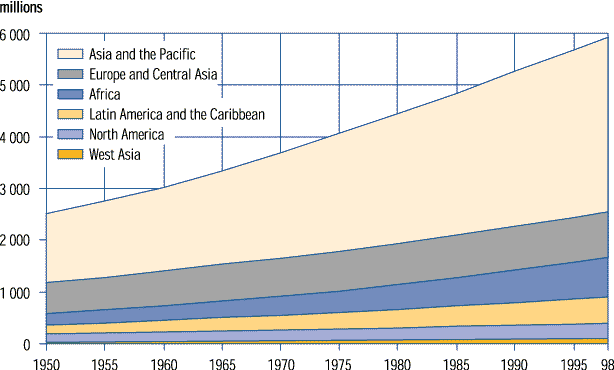 millions
6 000
Asia and the Pacific
Europe and Central Asia
5 000
Africa
Latin America and the Caribbean
4 000
North America
West Asia
3 000
2 000
1 000
0
1950 1955 1960 1965 1970 1975 1980 1985 1990 1995 98